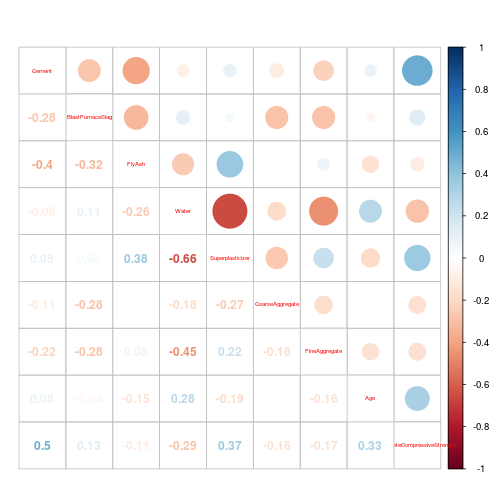 1
Cement
0.8
-0.28 BlastFurnaceSlag
0.6
-0.4 -0.32 FlyAsh
0.4
-0.08 0.11 -0.26 Water
0.2
0.09 0.04 0.38 -0.66 Superplasticizer
0
-0.11 -0.28 -0.18 -0.27 CoarseAggregate
-0.2
-0.22 -0.28 0.08 -0.45 0.22 -0.18 FineAggregate
-0.4
-0.6
0.08 -0.04 -0.15 0.28 -0.19 -0.16 Age
-0.8
0.5 0.13 -0.11 -0.29 0.37 -0.16 -0.17 0.33
-1